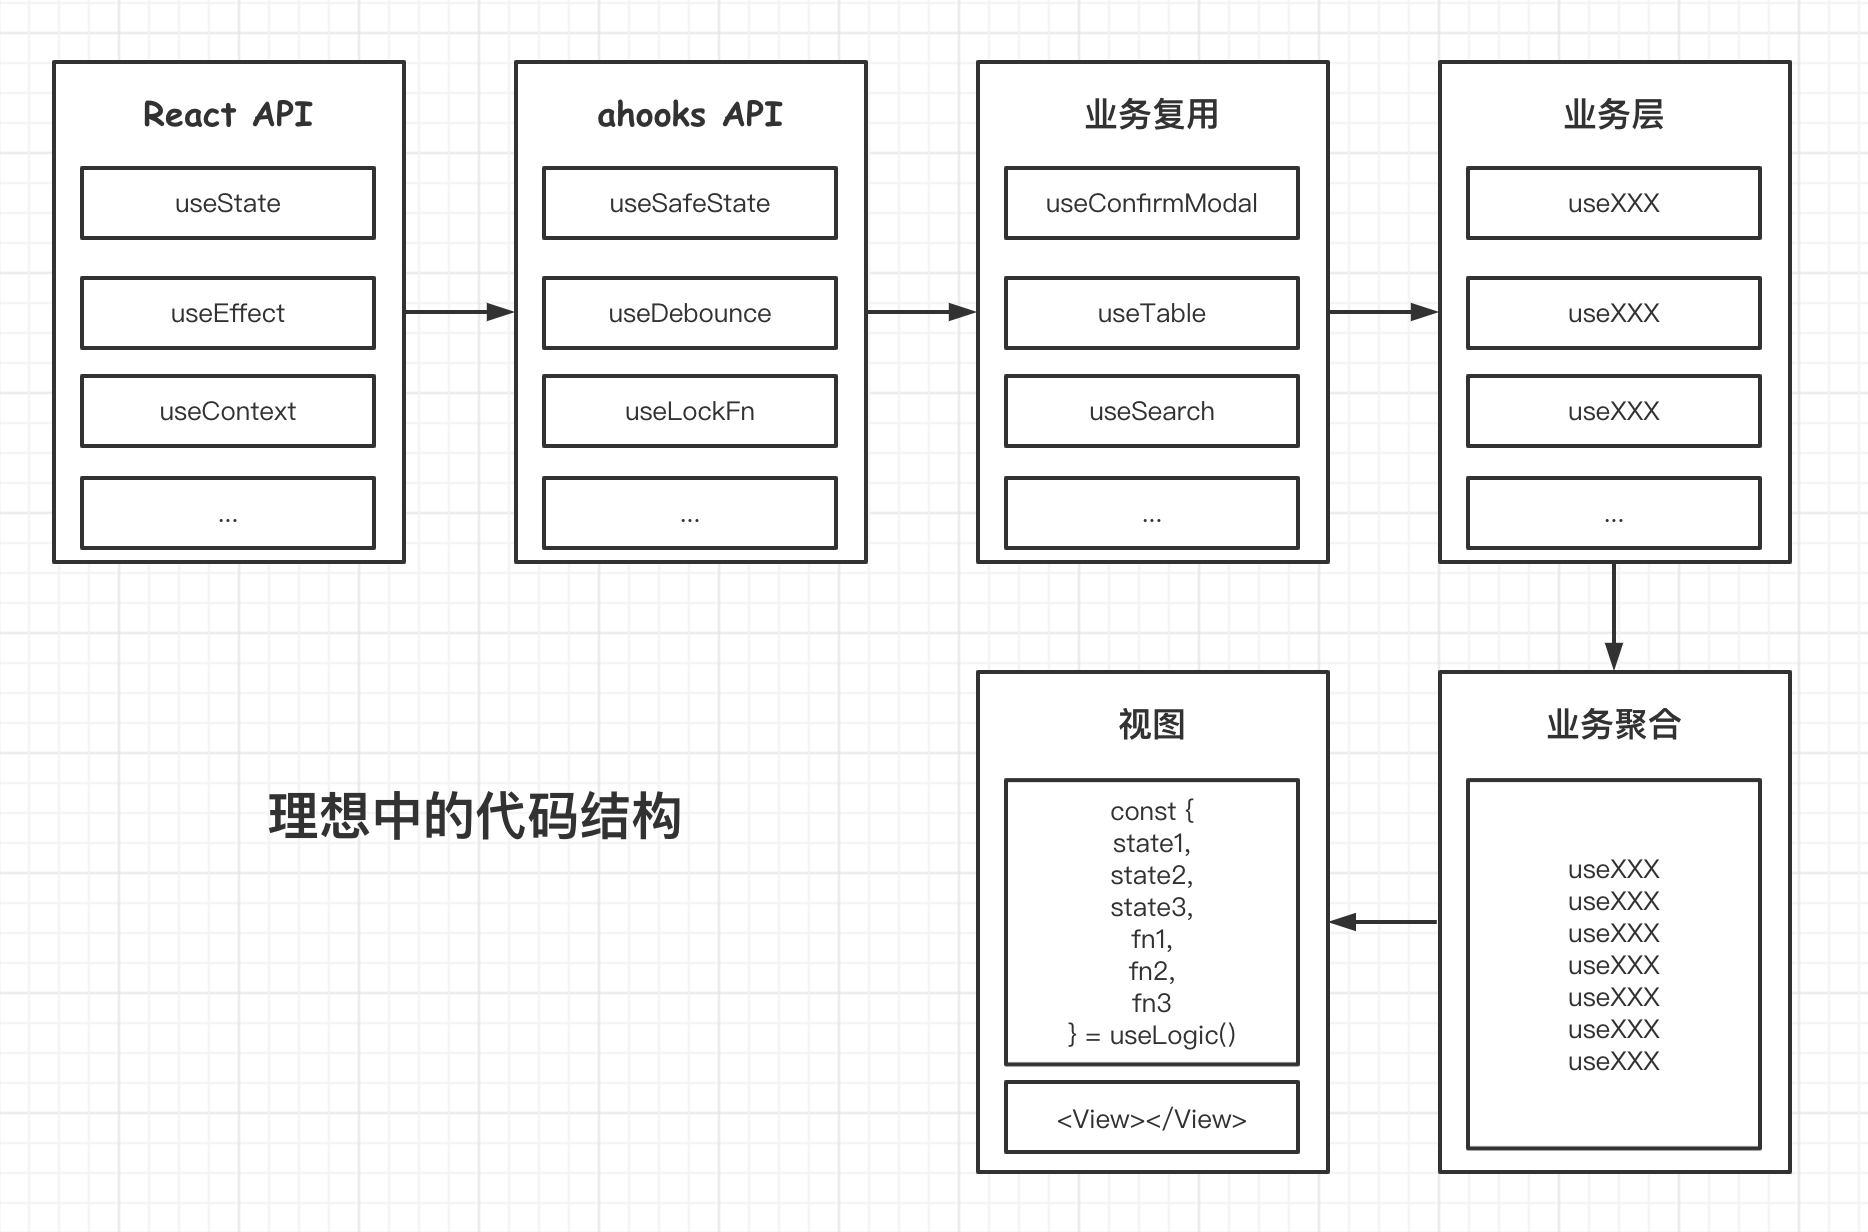 React API
useState
useEffect
useContext
...
ahooks API
useSafeState
useDebounce
useLockFn
...
业务复用
useConfirmModal
useTable
useSearch
...
业务层
useXXX
useXXX
useXXX
...
业务聚合
useXXX
useXXX
useXXX
useXXX
useXXX
useXXX
useXXX
视图
const {
state1,
state2,
state3,
fn1,
fn2,
fn3
} = useLogic()
<View></View>
理想中的代码结构